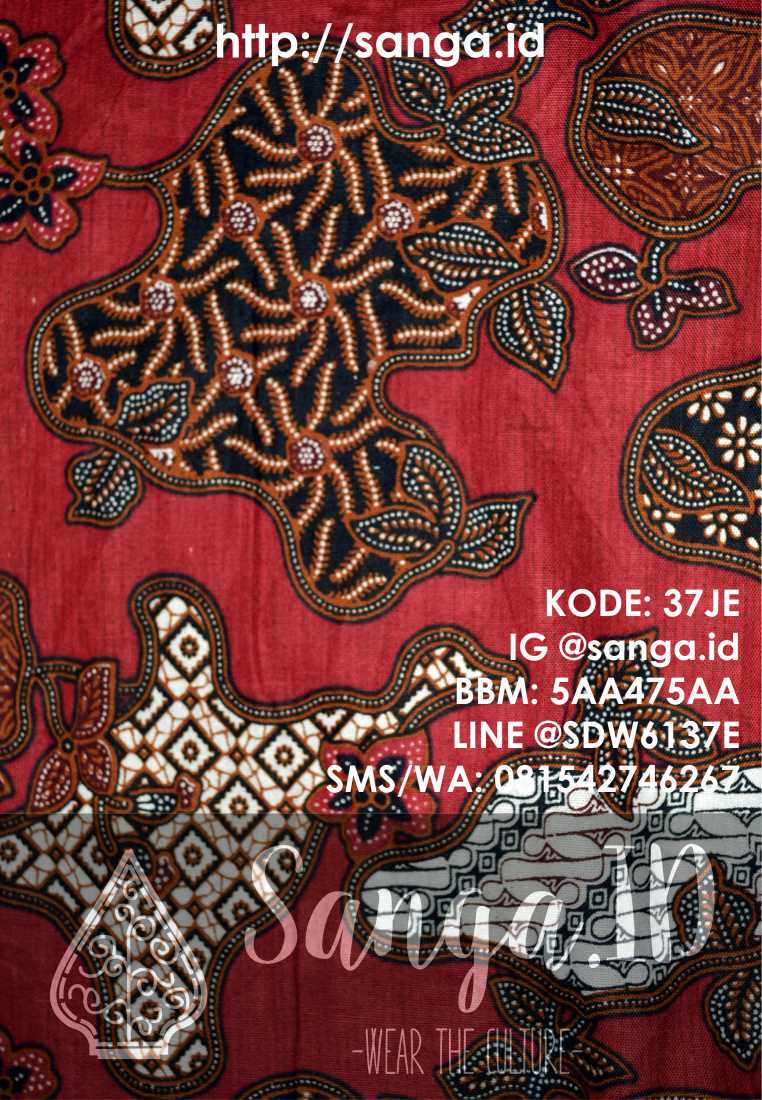 http://sanga.id
KODE: 37JE
IG @sanga.id
BBM: 5AA475AA
LINE @SDW6137E
SMS/WA: 081542746267
Sanga.ID
-WEAR THE CULTURE-